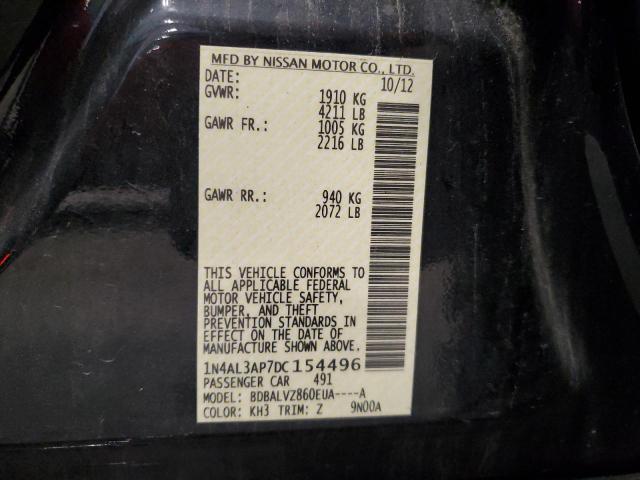 MFD BY NISSAN MOTOR CO., LTD.
DATE: 10/12
GVWR: 1910 KG
4211 LB
GAWR FR.: 1005 KG
2216 LB
GAWR RR.: 940 KG
2072 LB
THIS VEHICLE CONFORMS TO
ALL APPLICABLE FEDERAL
MOTOR VEHICLE SAFETY,
BUMPER, AND THEFT
PREVENTION STANDARDS IN
EFFECT ON THE DATE OF
MANUFACTURE SHOWN ABOVE.
1N4AL3AP7DC154496
PASSENGER CAR 491
MODEL: BDBALVZ860EUA----A
COLOR: KH3 TRIM: Z 9N00A